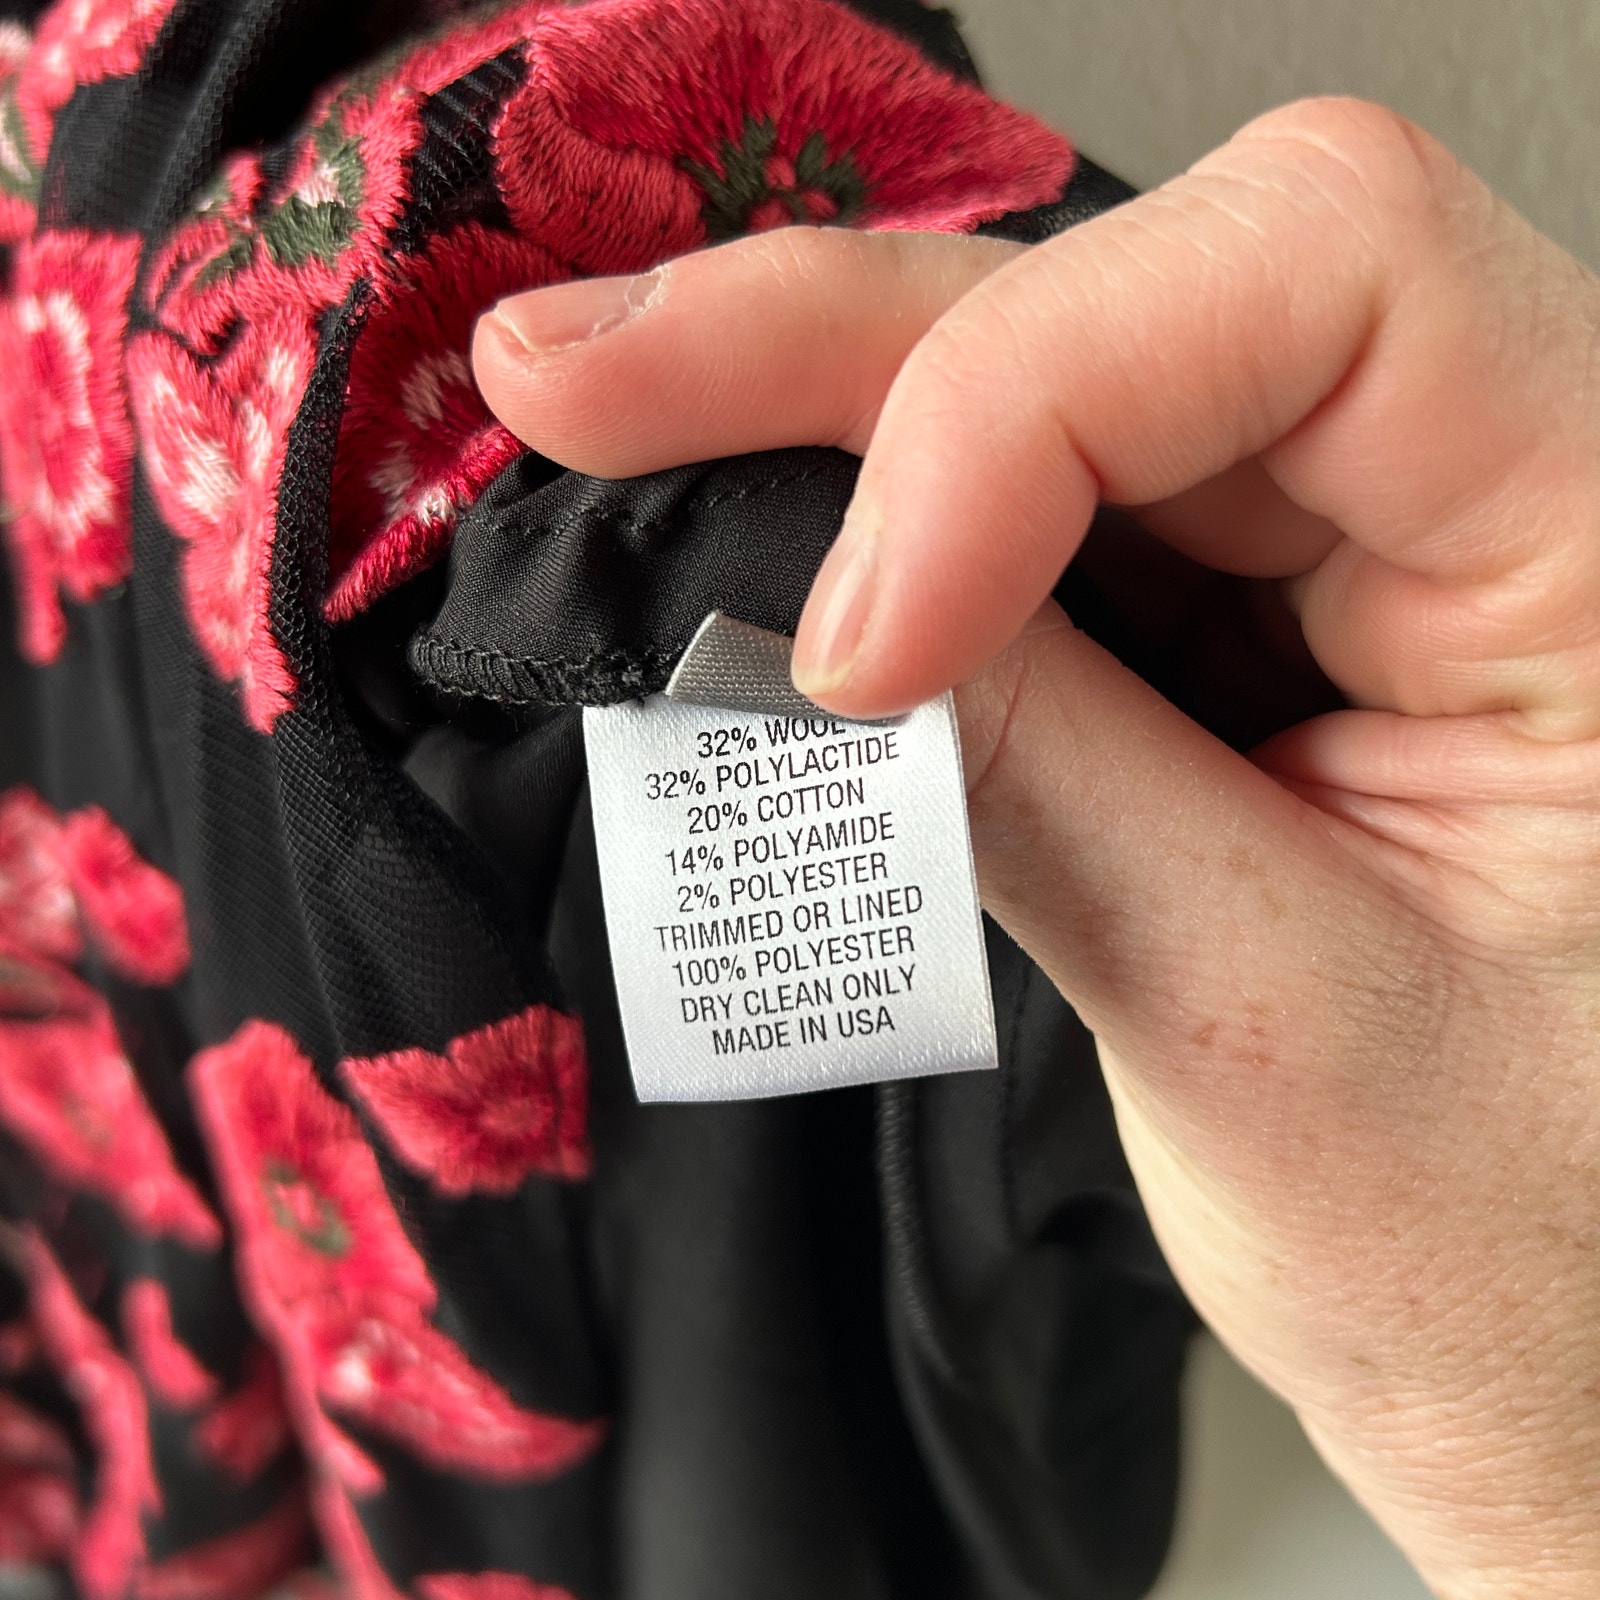 32% WOOL
32% POLYLACTIDE
20% COTTON
14% POLYAMIDE
2% POLYESTER
TRIMMED OR LINED
100% POLYESTER
DRY CLEAN ONLY
MADE IN USA